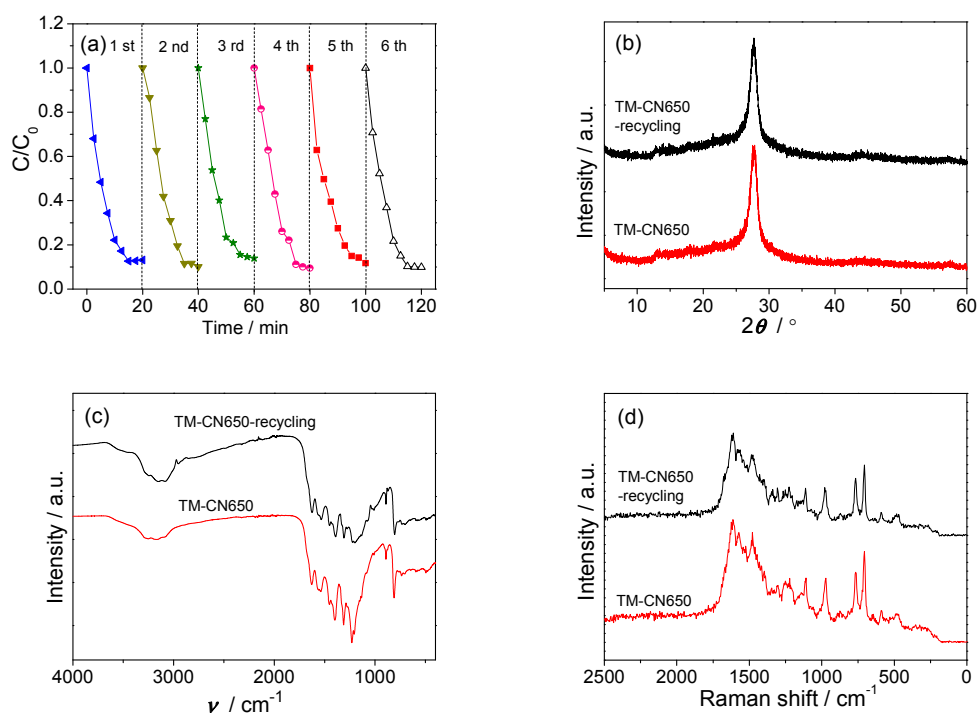 (a)
1 st 2 nd 3 rd 4 th 5 th 6 th
1.2
1.0
0.8
0.6
0.4
0.2
0.0
C/C0
0 20 40 60 80 100 120
Time / min
(b)
TM-CN650
-recycling
TM-CN650
Intensity / a.u.
10 20 30 40 50 60
2θ / °
(c)
TM-CN650-recycling
TM-CN650
Intensity / a.u.
4000 3000 2000 1000
ν / cm-1
(d)
TM-CN650
-recycling
TM-CN650
Intensity / a.u.
2500 2000 1500 1000 500 0
Raman shift / cm-1